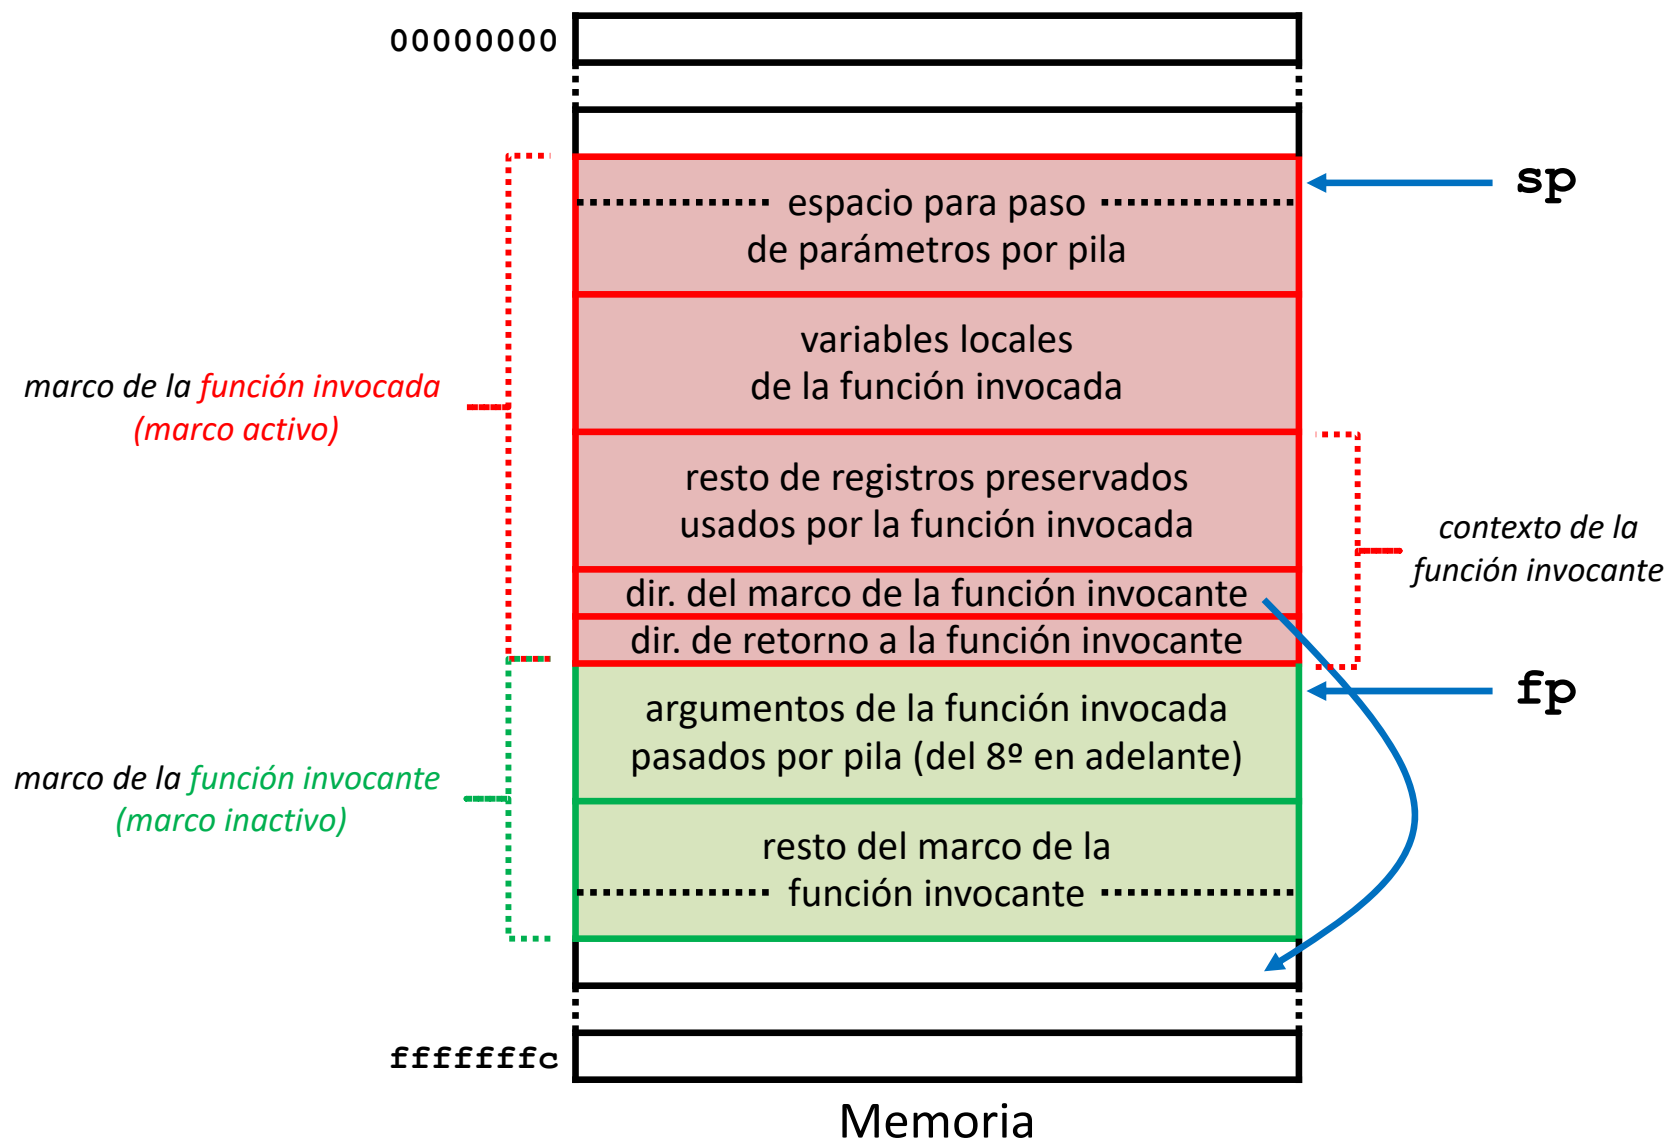 00000000
sp
espacio para paso
de parámetros por pila
variables locales
de la función invocada
marco de la función invocada
(marco activo)
resto de registros preservados
usados por la función invocada
contexto de la
función invocante
dir. del marco de la función invocante
dir. de retorno a la función invocante
fp
argumentos de la función invocada
pasados por pila (del 8º en adelante)
marco de la función invocante
(marco inactivo)
resto del marco de la
función invocante
fffffffc
Memoria